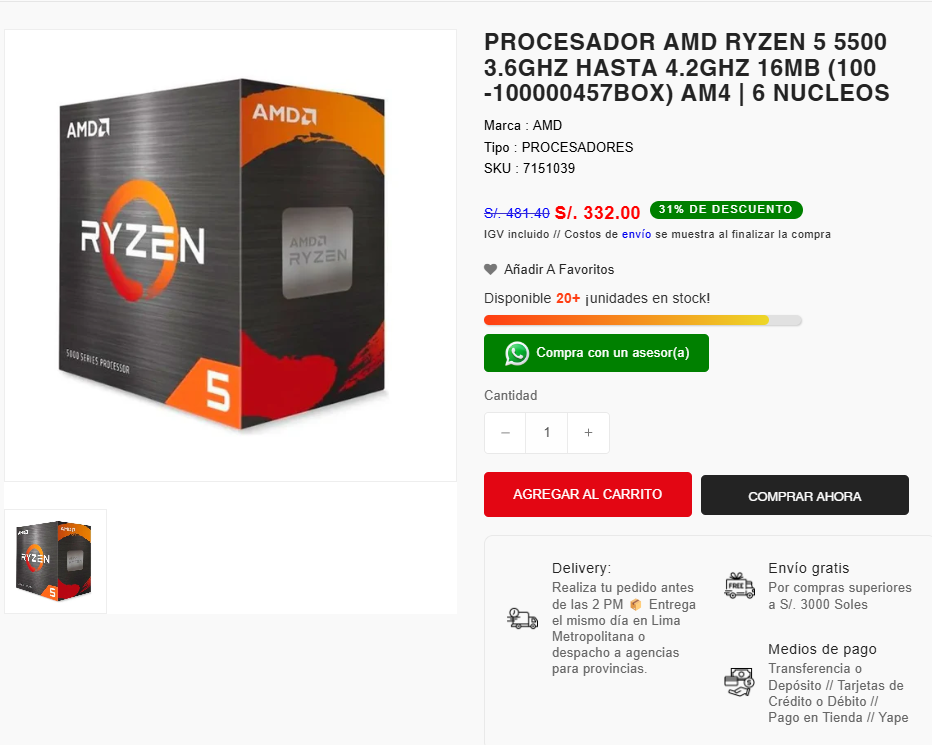 AMD
AMD
RYZEN
AMD
RYZEN
5000 SERIES PROCESSOR
5
AMD
AMD
RYZEN
5
PROCESADOR AMD RYZEN 5 5500
3.6GHZ HASTA 4.2GHZ 16MB (100
-100000457BOX) AM4 | 6 NUCLEOS
Marca : AMD
Tipo : PROCESADORES
SKU : 7151039
S/. 481.40 S/. 332.00 31% DE DESCUENTO
IGV incluido // Costos de envío se muestra al finalizar la compra
Añadir A Favoritos
Disponible 20+ ¡unidades en stock!
Compra con un asesor(a)
Cantidad
− 1 +
AGREGAR AL CARRITO
COMPRAR AHORA
Delivery:
Realiza tu pedido antes
de las 2 PM 📦 Entrega
el mismo día en Lima
Metropolitana o
despacho a agencias
para provincias.
FREE
Envío gratis
Por compras superiores
a S/. 3000 Soles
Medios de pago
Transferencia o
Depósito // Tarjetas de
Crédito o Débito //
Pago en Tienda // Yape